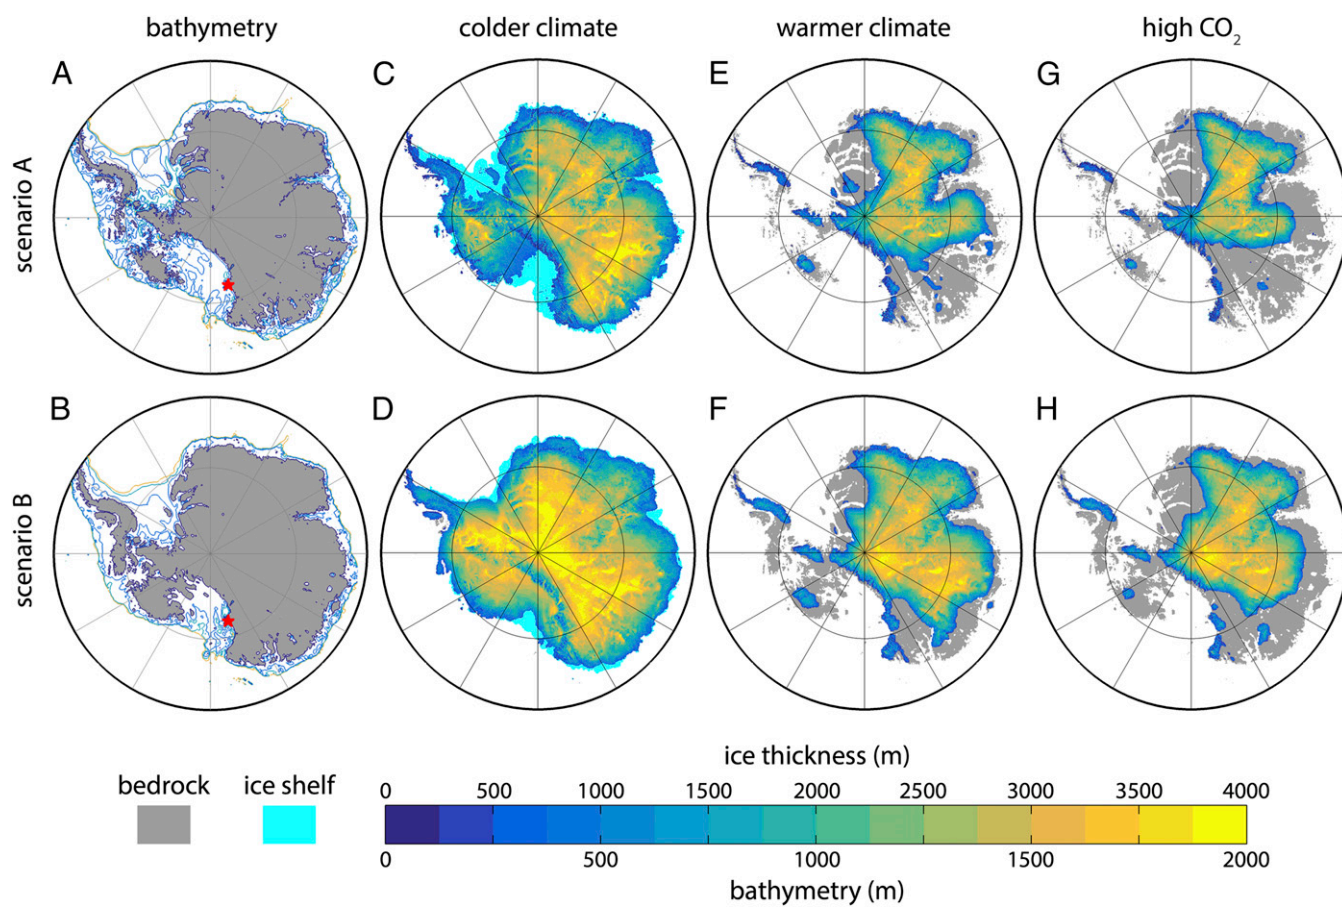 bathymetry colder climate warmer climate high CO₂
A C E G
scenario A
B D F H
scenario B
ice thickness (m)
bedrock ice shelf 0 500 1000 1500 2000 2500 3000 3500 4000
0 500 1000 1500 2000
bathymetry (m)